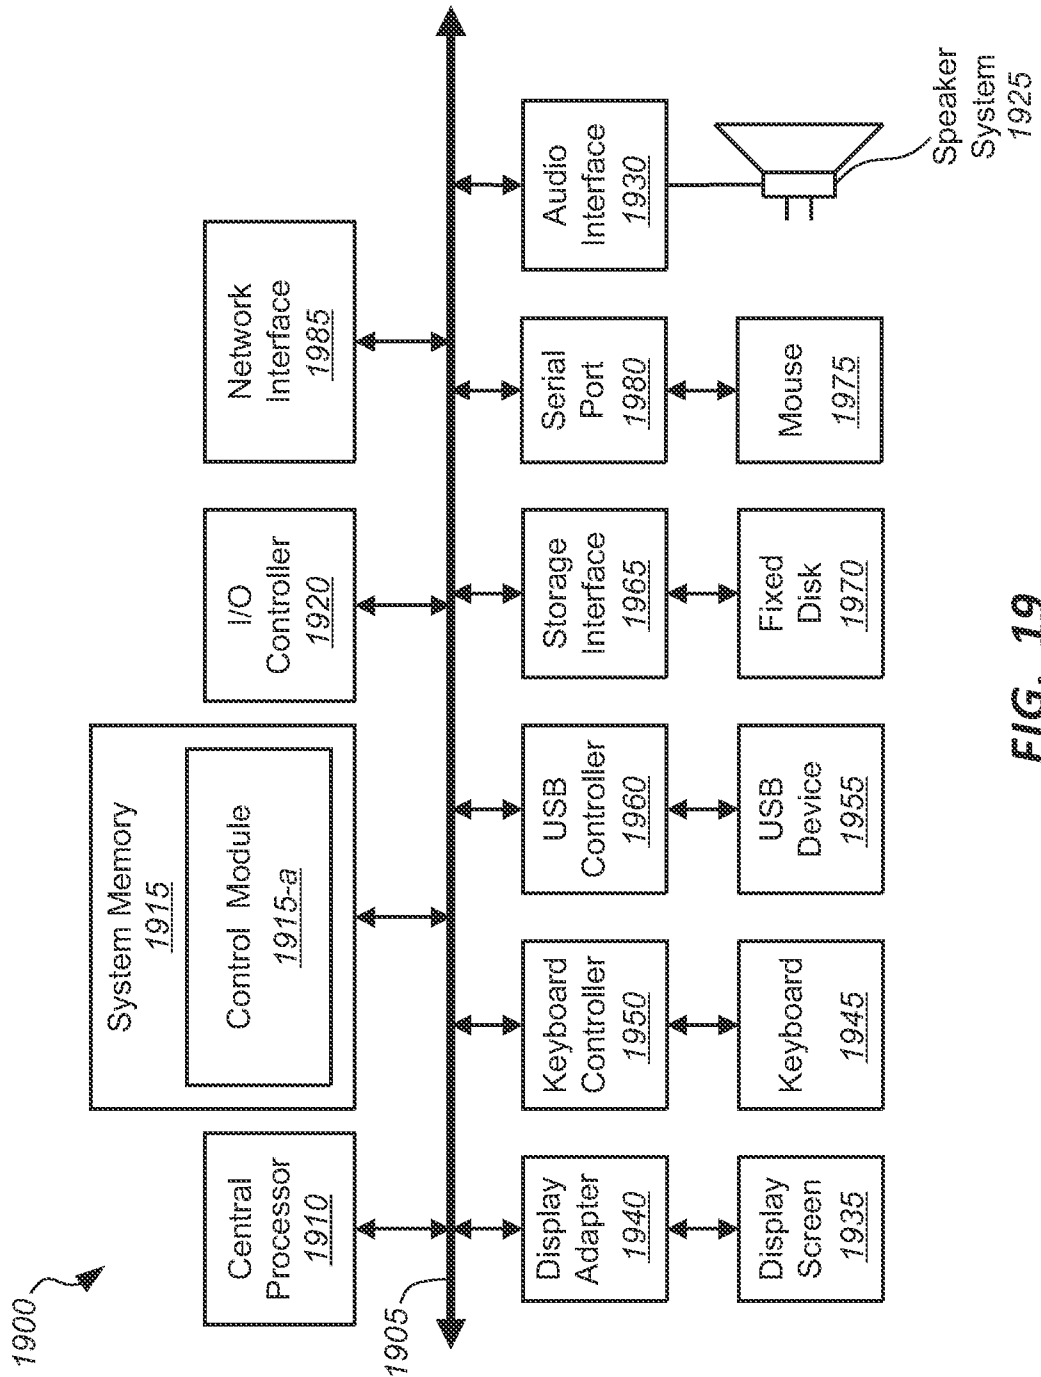 1900
Central
Processor
1910
System Memory
1915
Control Module
1915-a
I/O
Controller
1920
Network
Interface
1985
1905
Display
Adapter
1940
Keyboard
Controller
1950
USB
Controller
1960
Storage
Interface
1965
Serial
Port
1980
Audio
Interface
1930
Display
Screen
1935
Keyboard
1945
USB
Device
1955
Fixed
Disk
1970
Mouse
1975
Speaker
System
1925
FIG. 19